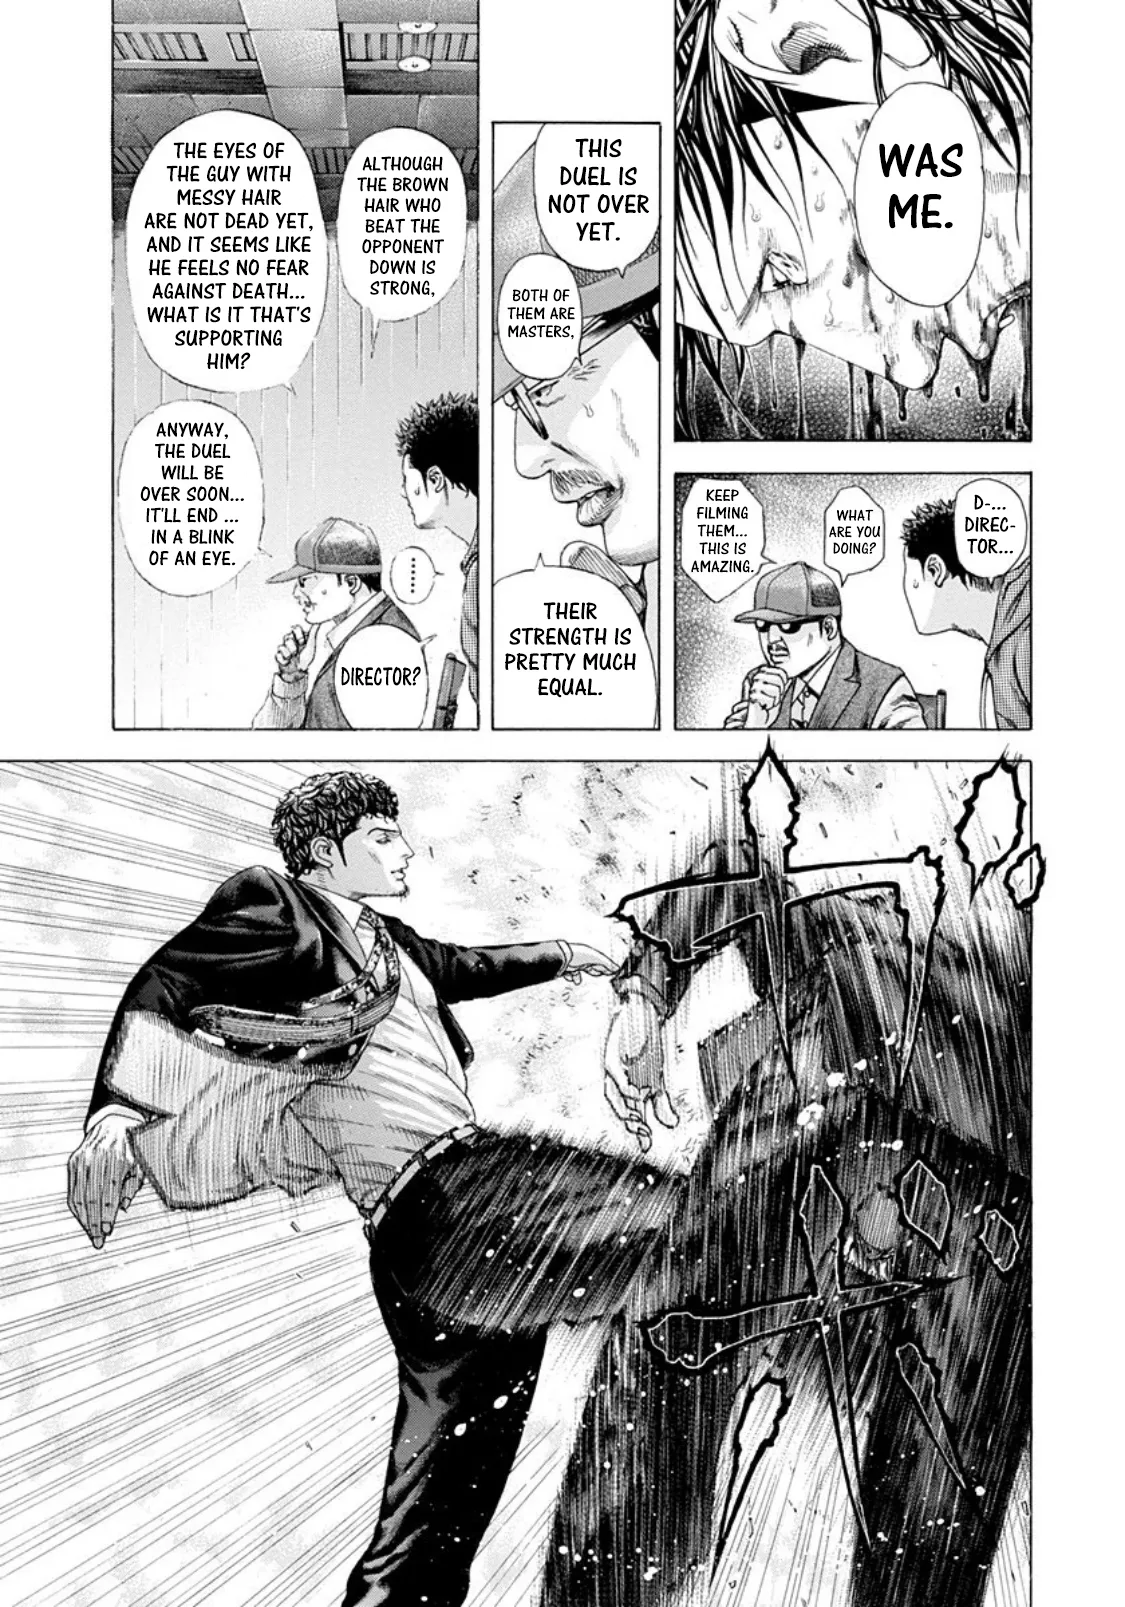 WAS
ME.
D-...
DIREC-
TOR...
WHAT
ARE YOU
DOING?
KEEP
FILMING
THEM...
THIS IS
AMAZING.
THIS
DUEL IS
NOT OVER
YET.
BOTH OF
THEM ARE
MASTERS,
THEIR
STRENGTH IS
PRETTY MUCH
EQUAL.
ALTHOUGH
THE BROWN
HAIR WHO
BEAT THE
OPPONENT
DOWN IS
STRONG,
THE EYES OF
THE GUY WITH
MESSY HAIR
ARE NOT DEAD YET,
AND IT SEEMS LIKE
HE FEELS NO FEAR
AGAINST DEATH...
WHAT IS IT THAT'S
SUPPORTING
HIM?
......
DIRECTOR?
ANYWAY,
THE DUEL
WILL BE
OVER SOON...
IT'LL END ...
IN A BLINK
OF AN EYE.